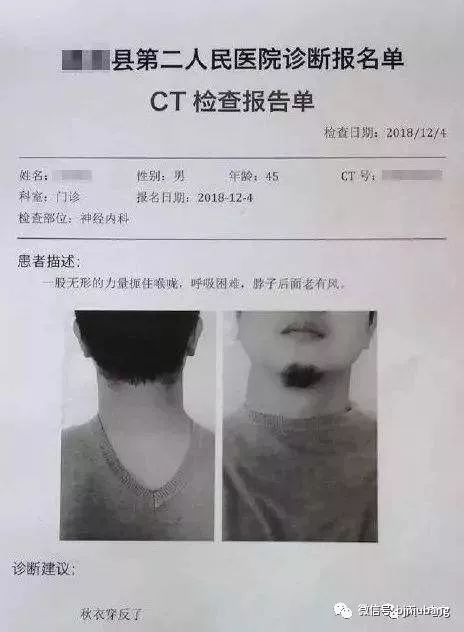 县第二人民医院诊断报名单
CT 检查报告单
检查日期：2018/12/4
姓名： 性别：男 年龄：45 CT 号：
科室：门诊 报名日期：2018-12-4
检查部位：神经内科
患者描述：
一股无形的力量扼住喉咙，呼吸困难，脖子后面老有风。
诊断建议：
秋衣穿反了
微信号: